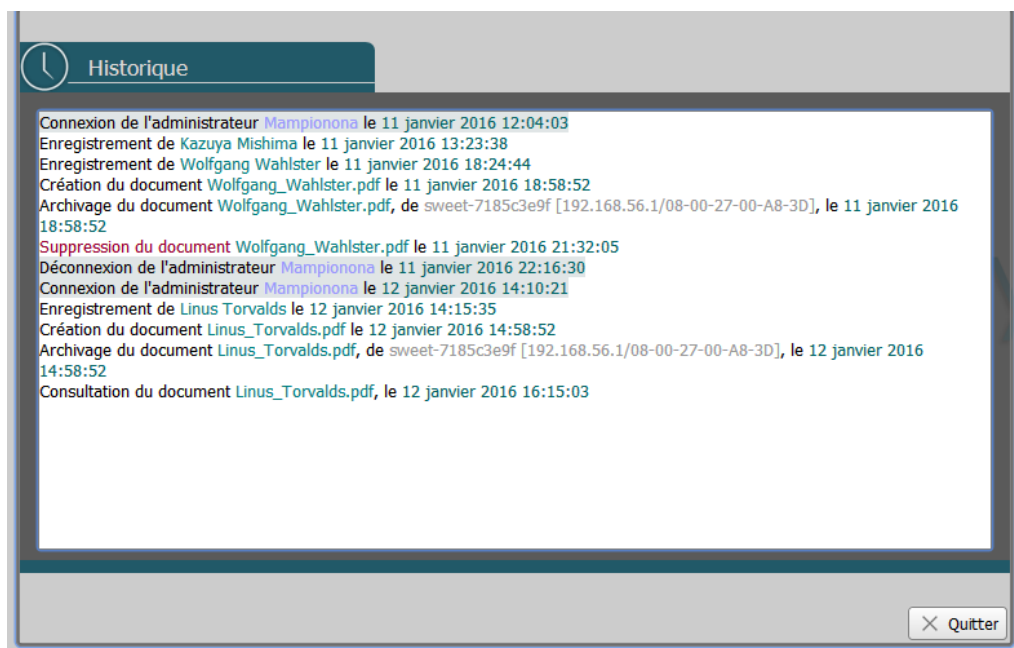 Historique
Connexion de l'administrateur Mampionona le 11 janvier 2016 12:04:03
Enregistrement de Kazuya Mishima le 11 janvier 2016 13:23:38
Enregistrement de Wolfgang Wahlster le 11 janvier 2016 18:24:44
Création du document Wolfgang_Wahlster.pdf le 11 janvier 2016 18:58:52
Archivage du document Wolfgang_Wahlster.pdf, de sweet-7185c3e9f [192.168.56.1/08-00-27-00-A8-3D], le 11 janvier 2016
18:58:52
Suppression du document Wolfgang_Wahlster.pdf le 11 janvier 2016 21:32:05
Déconnexion de l'administrateur Mampionona le 11 janvier 2016 22:16:30
Connexion de l'administrateur Mampionona le 12 janvier 2016 14:10:21
Enregistrement de Linus Torvalds le 12 janvier 2016 14:15:35
Création du document Linus_Torvalds.pdf le 12 janvier 2016 14:58:52
Archivage du document Linus_Torvalds.pdf, de sweet-7185c3e9f [192.168.56.1/08-00-27-00-A8-3D], le 12 janvier 2016
14:58:52
Consultation du document Linus_Torvalds.pdf, le 12 janvier 2016 16:15:03
Quitter